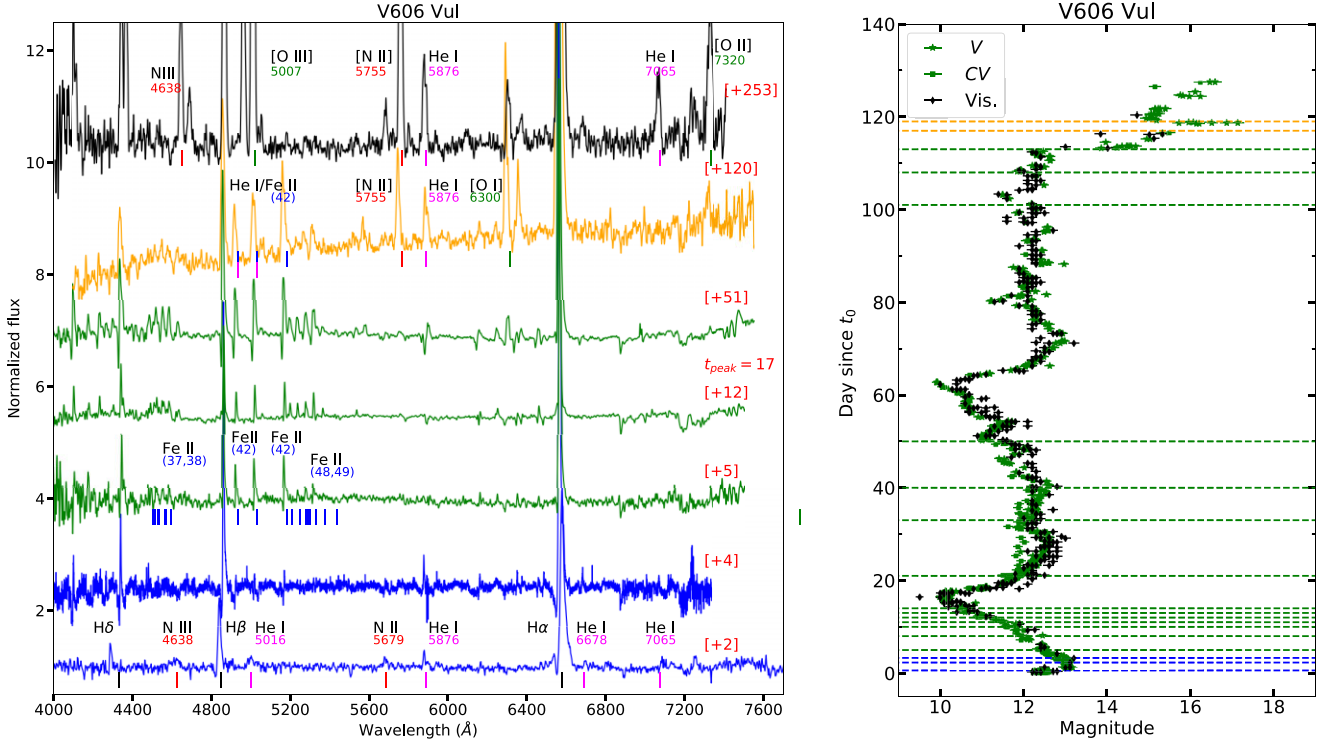 V606 Vul
12
10
8
6
4
2
Normalized flux
NIII
4638
[O III]
5007
[N II]
5755
He I
5876
He I
7065
[O II]
7320
[+253]
[+120]
He I/Fe II
(42)
[N II]
5755
He I
5876
[O I]
6300
[+51]
t_peak = 17
[+12]
Fe II
(37,38)
FeII
(42)
Fe II
(42)
Fe II
(48,49)
[+5]
[+4]
Hδ
N III
4638
Hβ
He I
5016
N II
5679
He I
5876
Hα
He I
6678
He I
7065
[+2]
4000 4400 4800 5200 5600 6000 6400 6800 7200 7600
Wavelength (Å)
V606 Vul
V
CV
Vis.
140
120
100
80
60
40
20
0
Day since t₀
10 12 14 16 18
Magnitude